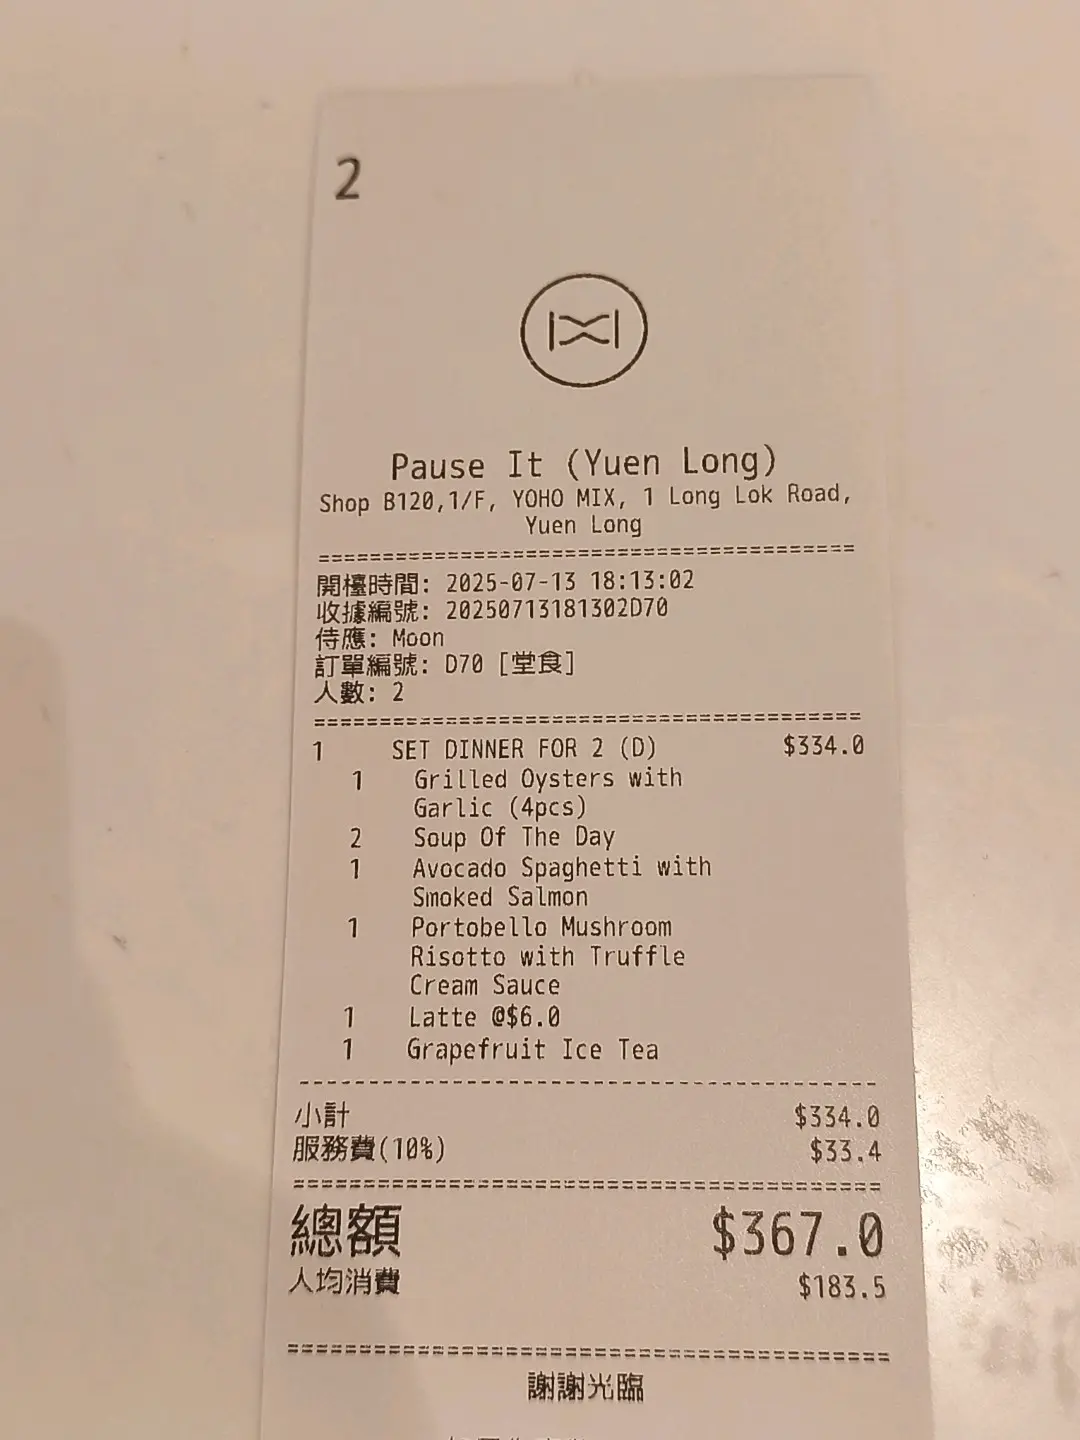 2
Pause It (Yuen Long)
Shop B120,1/F, YOHO MIX, 1 Long Lok Road,
Yuen Long
=========================================
開檯時間: 2025-07-13 18:13:02
收據編號: 20250713181302D70
侍應: Moon
訂單編號: D70 [堂食]
人數: 2
=========================================
1 SET DINNER FOR 2 (D) $334.0
1 Grilled Oysters with
Garlic (4pcs)
2 Soup Of The Day
1 Avocado Spaghetti with
Smoked Salmon
1 Portobello Mushroom
Risotto with Truffle
Cream Sauce
1 Latte @$6.0
1 Grapefruit Ice Tea
-----------------------------------------
小計 $334.0
服務費(10%) $33.4
=========================================
總額 $367.0
人均消費 $183.5
=========================================
謝謝光臨